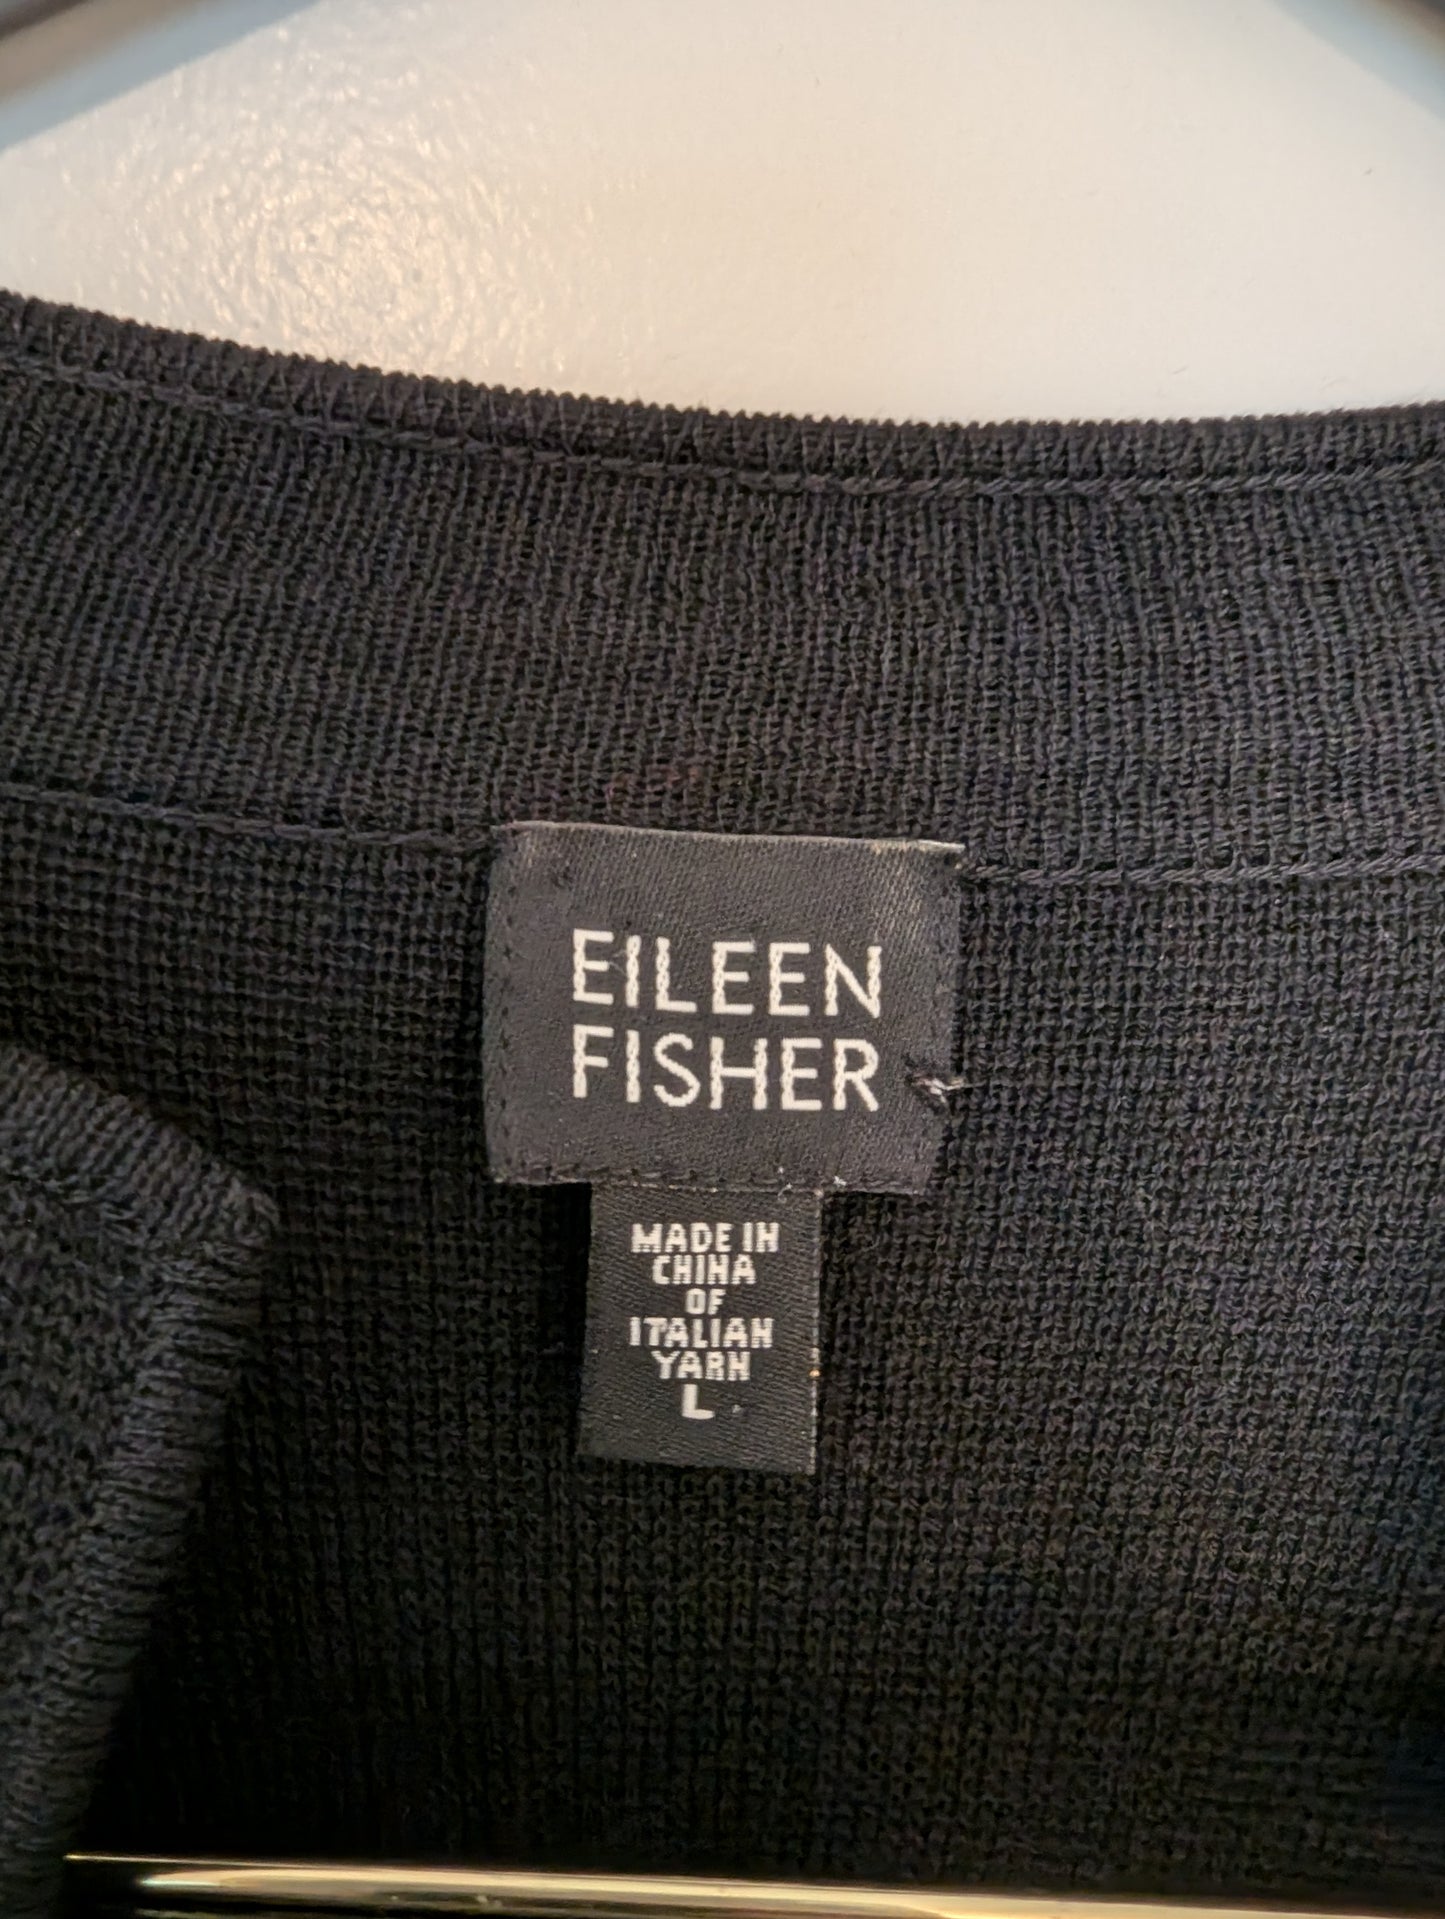 EILEEN
FISHER
MADE IN
CHINA
OF
ITALIAN
YARN
L